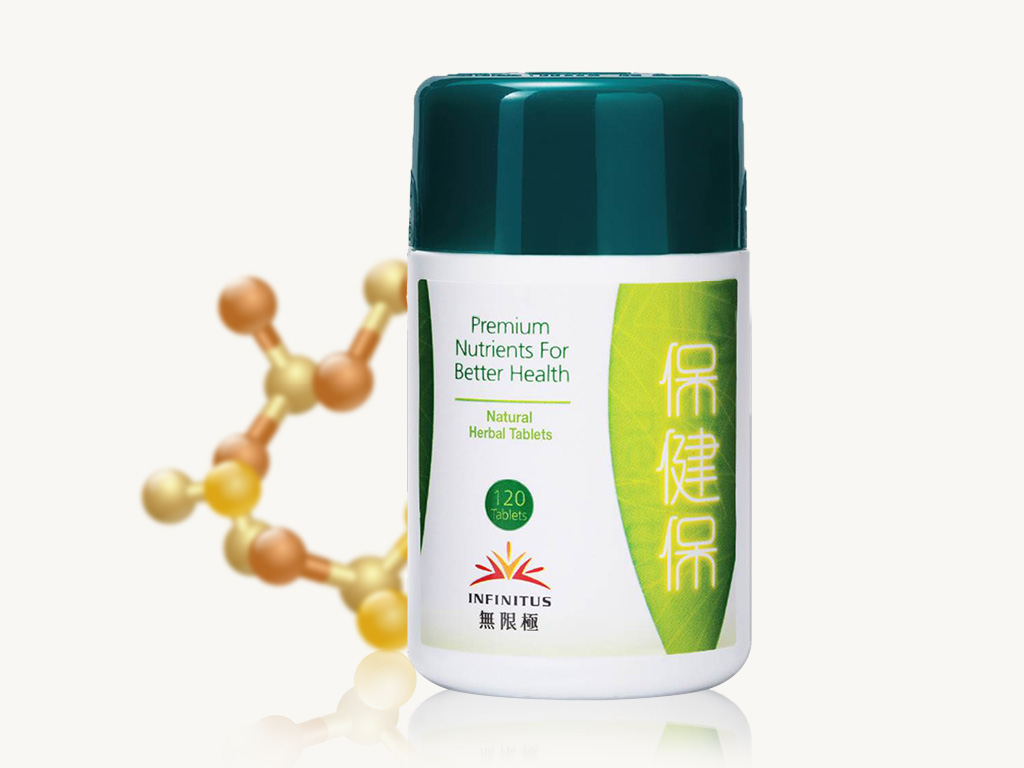 Premium
Nutrients For
Better Health
Natural
Herbal Tablets
120
Tablets
INFINITUS
無限極
保健保